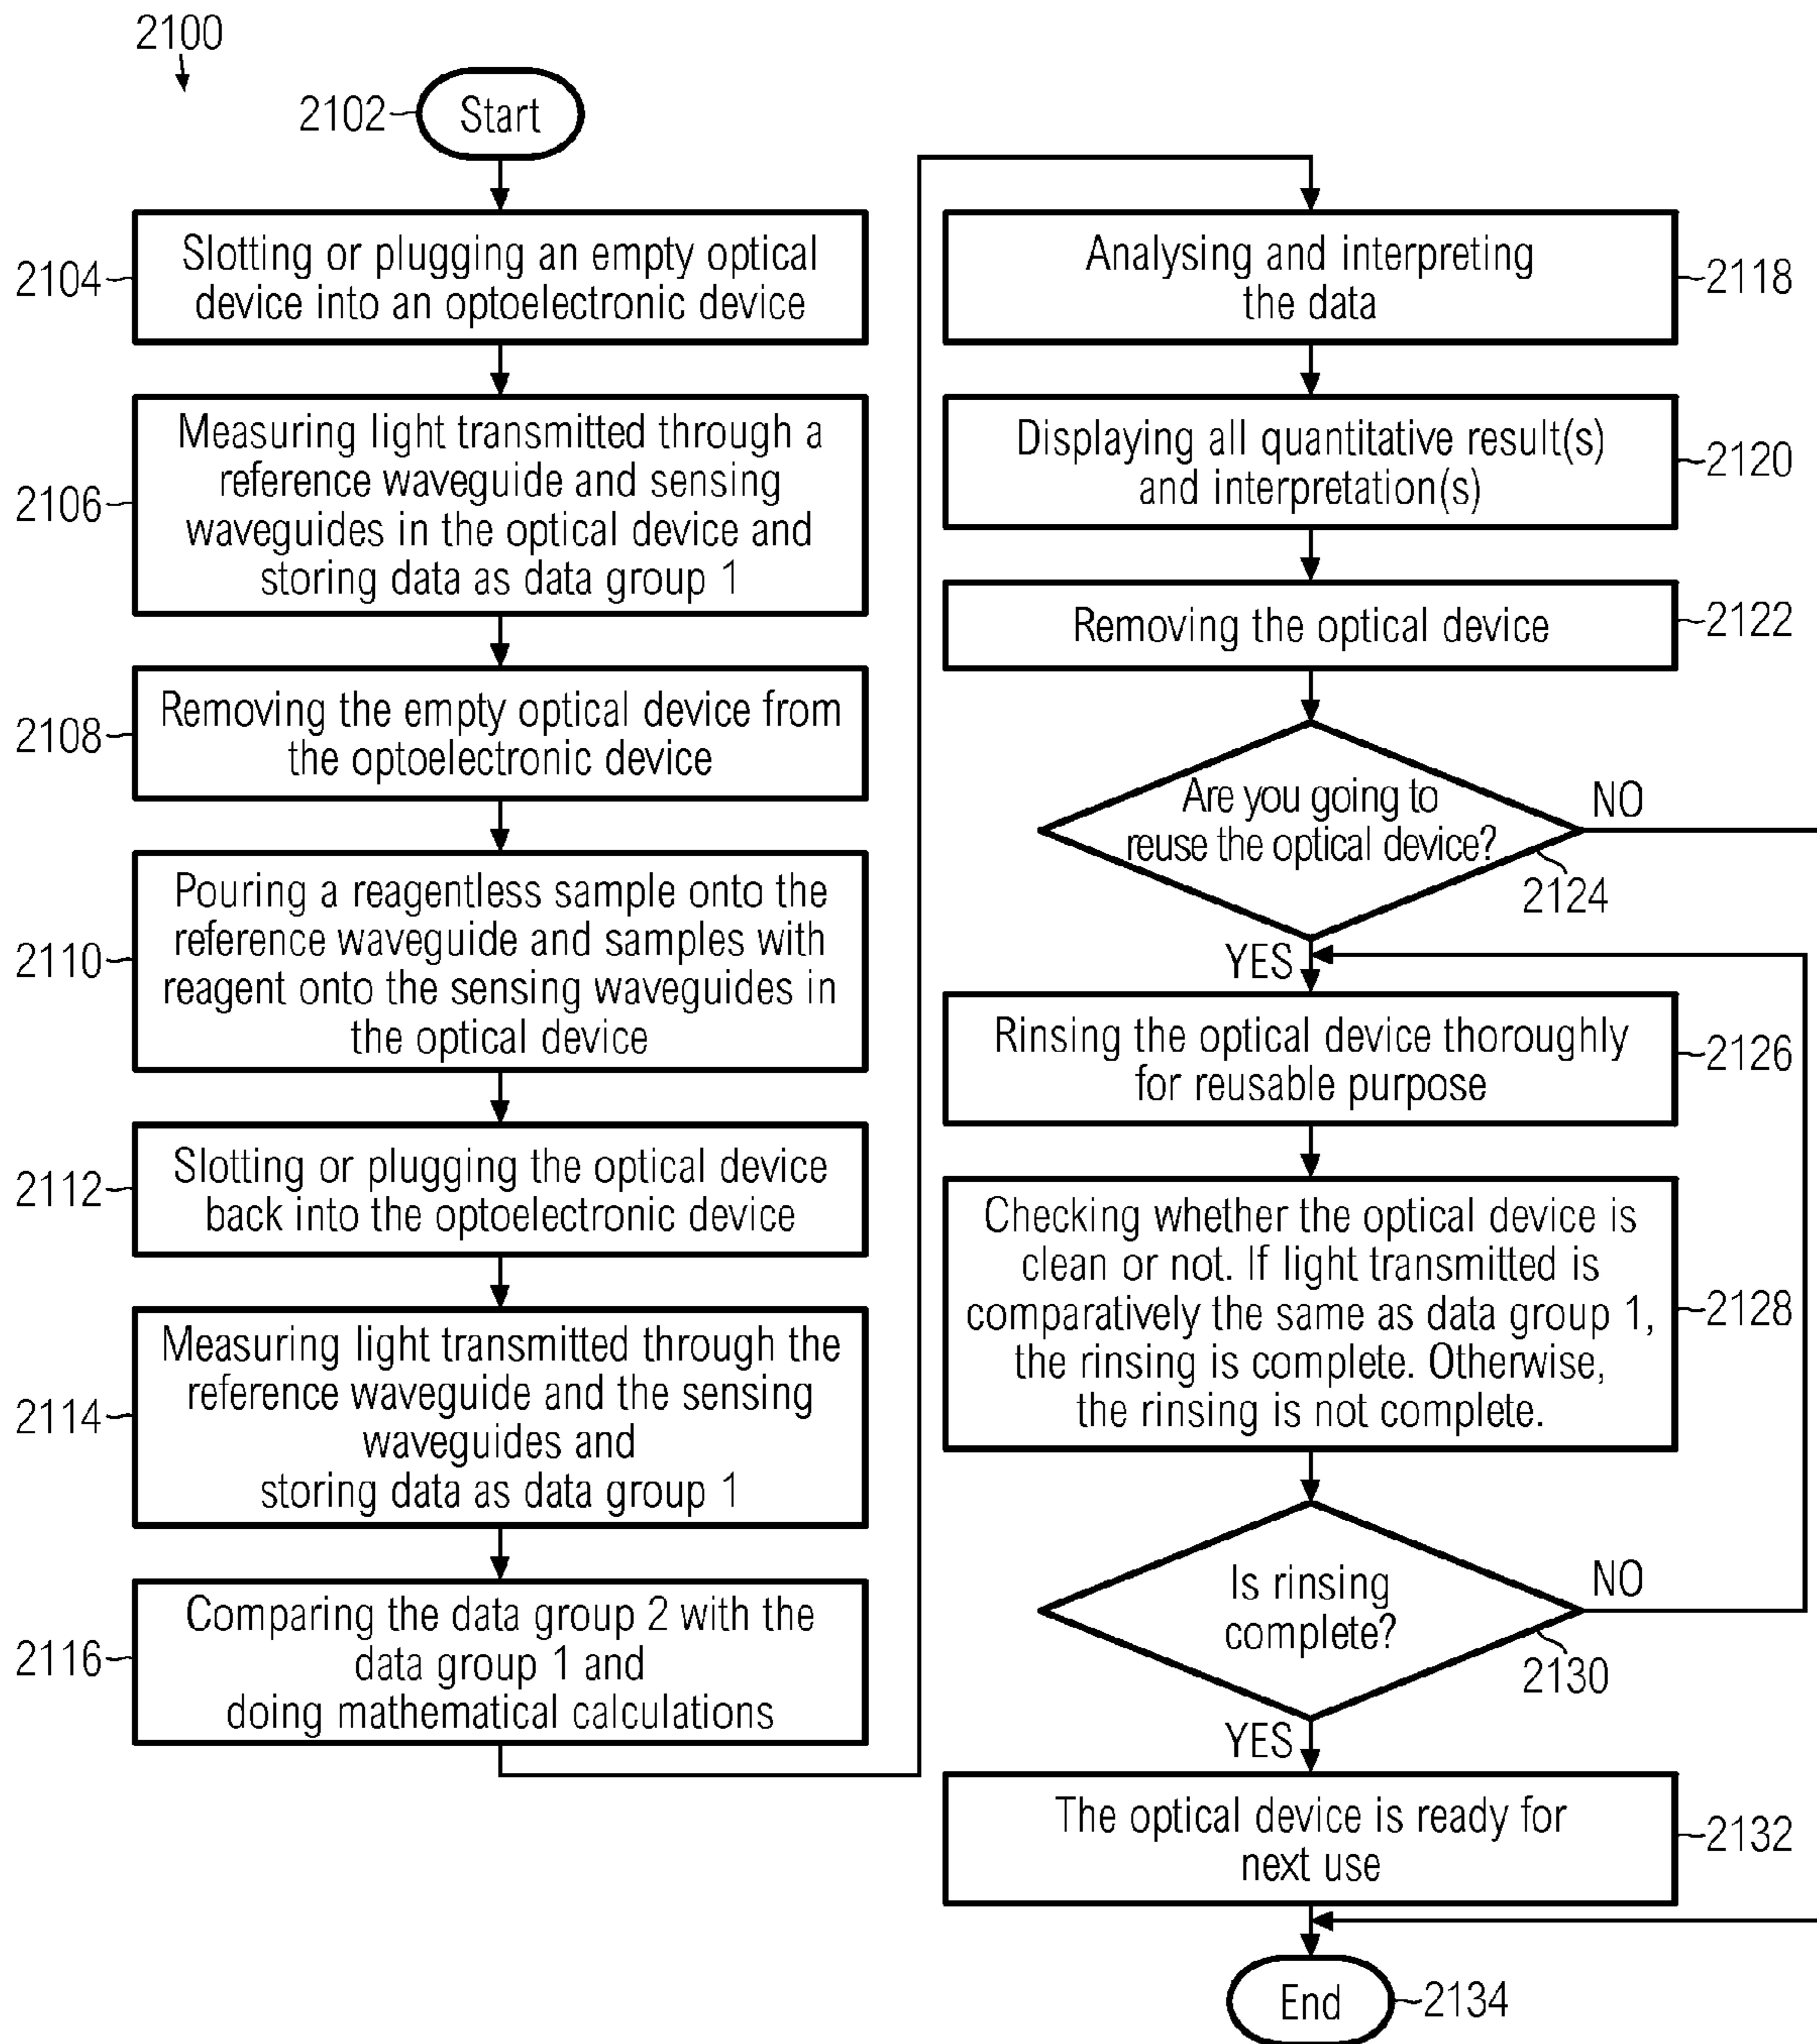 2100
2102
Start
2104
Slotting or plugging an empty optical
device into an optoelectronic device
2106
Measuring light transmitted through a
reference waveguide and sensing
waveguides in the optical device and
storing data as data group 1
2108
Removing the empty optical device from
the optoelectronic device
2110
Pouring a reagentless sample onto the
reference waveguide and samples with
reagent onto the sensing waveguides in
the optical device
2112
Slotting or plugging the optical device
back into the optoelectronic device
2114
Measuring light transmitted through the
reference waveguide and the sensing
waveguides and
storing data as data group 1
2116
Comparing the data group 2 with the
data group 1 and
doing mathematical calculations
Analysing and interpreting
the data
2118
Displaying all quantitative result(s)
and interpretation(s)
2120
Removing the optical device
2122
Are you going to
reuse the optical device?
NO
2124
YES
Rinsing the optical device thoroughly
for reusable purpose
2126
Checking whether the optical device is
clean or not. If light transmitted is
comparatively the same as data group 1,
the rinsing is complete. Otherwise,
the rinsing is not complete.
2128
Is rinsing
complete?
NO
2130
YES
The optical device is ready for
next use
2132
End
2134